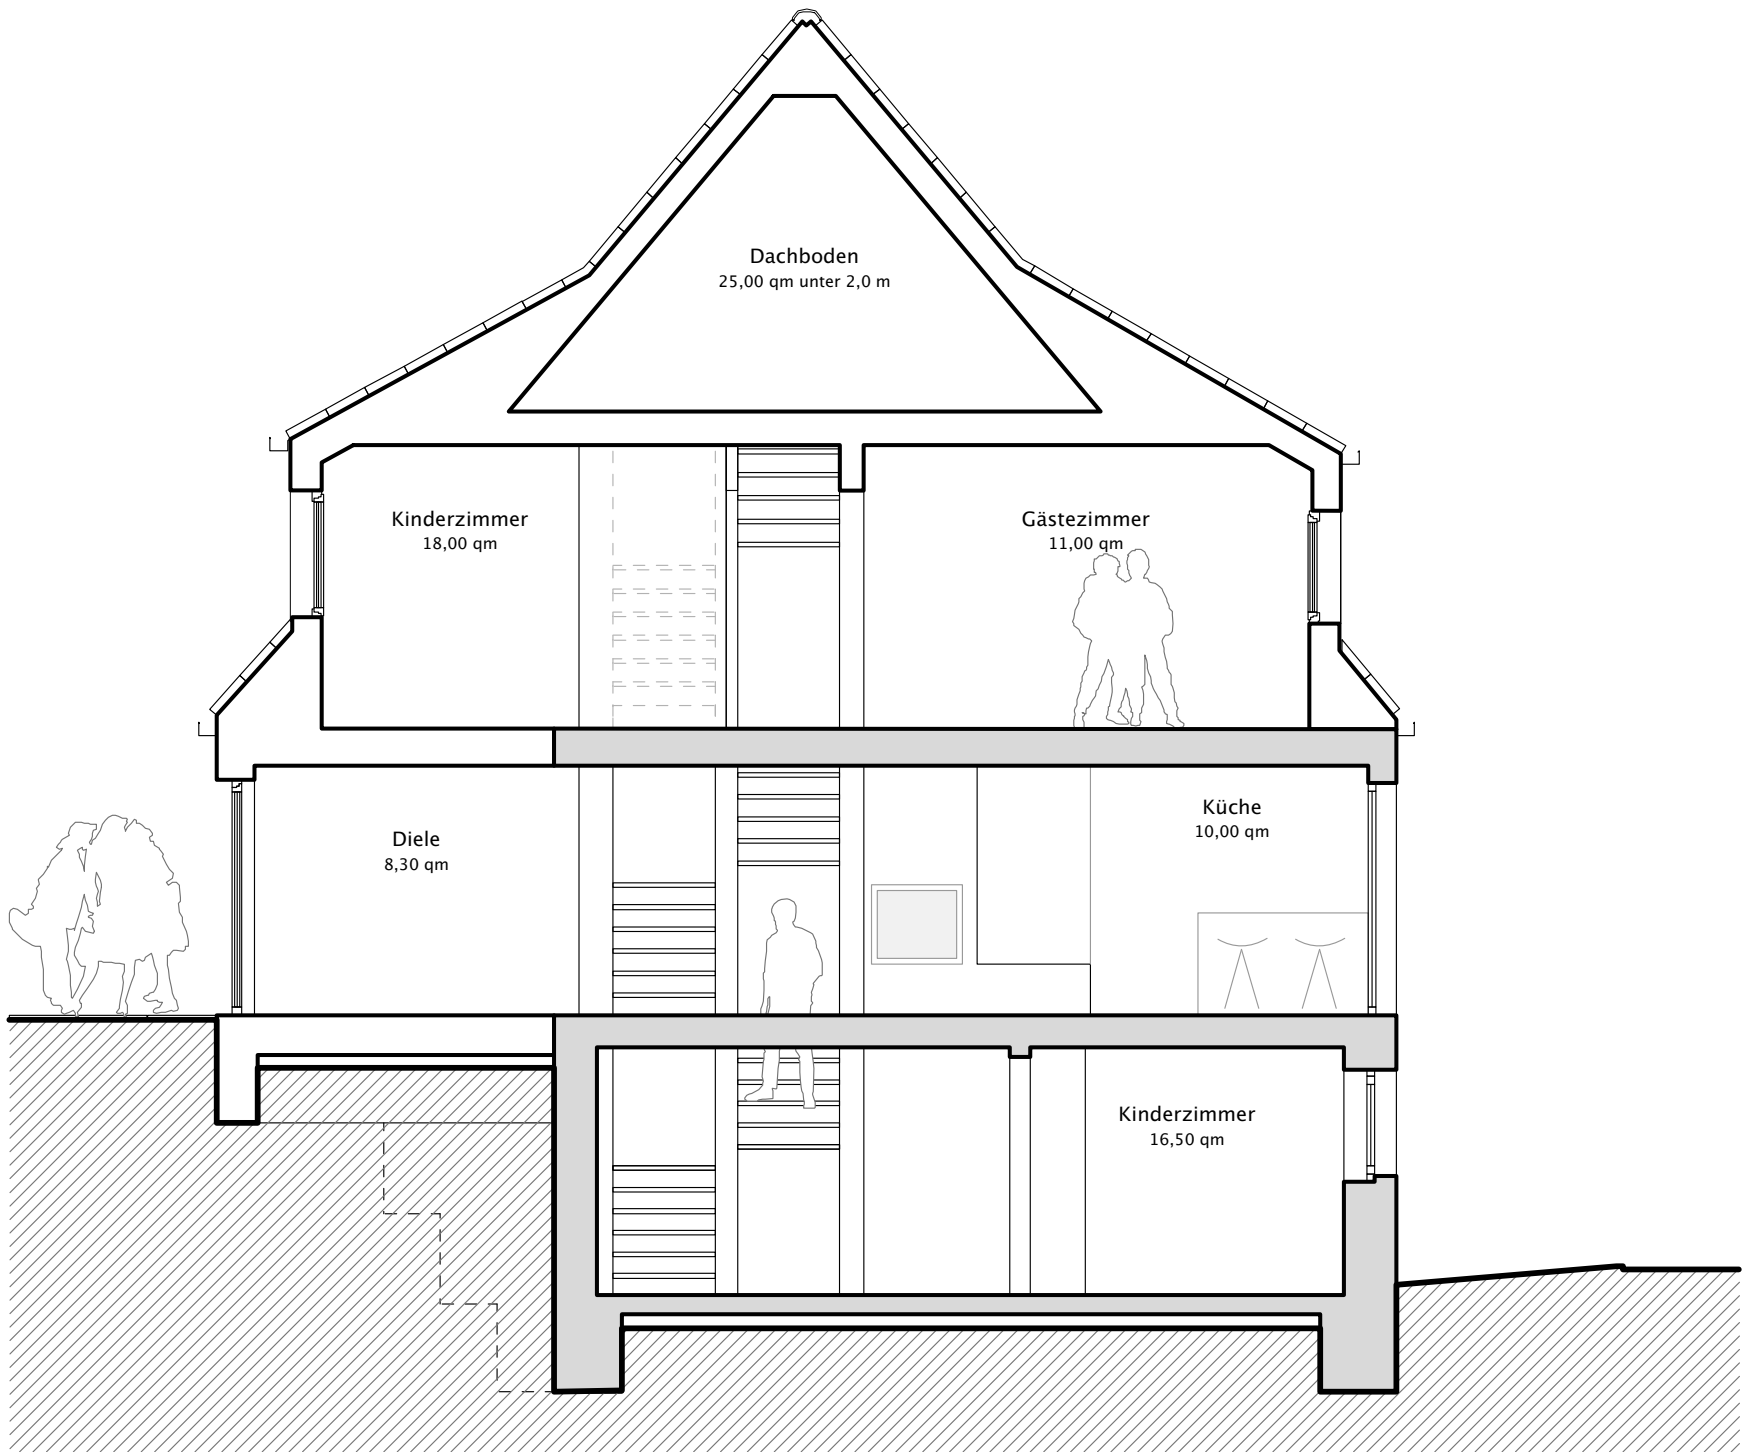 Dachboden
25,00 qm unter 2,0 m
Kinderzimmer
18,00 qm
Gästezimmer
11,00 qm
Küche
10,00 qm
Diele
8,30 qm
Kinderzimmer
16,50 qm